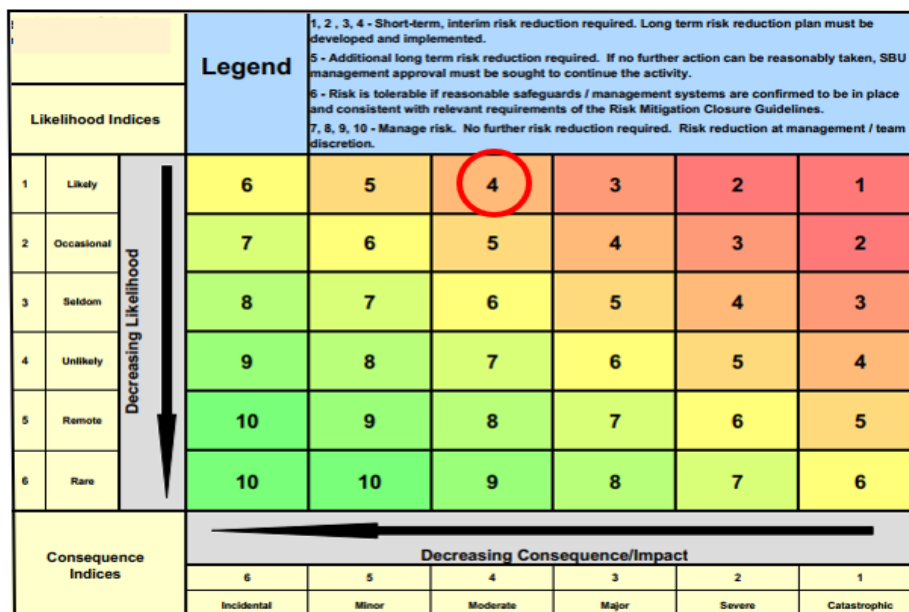 1, 2 , 3, 4 - Short-term, interim risk reduction required. Long term risk reduction plan must be
developed and implemented.
5 - Additional long term risk reduction required. If no further action can be reasonably taken, SBU
management approval must be sought to continue the activity.
6 - Risk is tolerable if reasonable safeguards / management systems are confirmed to be in place
and consistent with relevant requirements of the Risk Mitigation Closure Guidelines.
7, 8, 9, 10 - Manage risk. No further risk reduction required. Risk reduction at management / team
discretion.
Legend
Likelihood Indices
Decreasing Likelihood
1 Likely 6 5 4 3 2 1
2 Occasional 7 6 5 4 3 2
3 Seldom 8 7 6 5 4 3
4 Unlikely 9 8 7 6 5 4
5 Remote 10 9 8 7 6 5
6 Rare 10 10 9 8 7 6
Consequence
Indices
Decreasing Consequence/Impact
6 5 4 3 2 1
Incidental Minor Moderate Major Severe Catastrophic